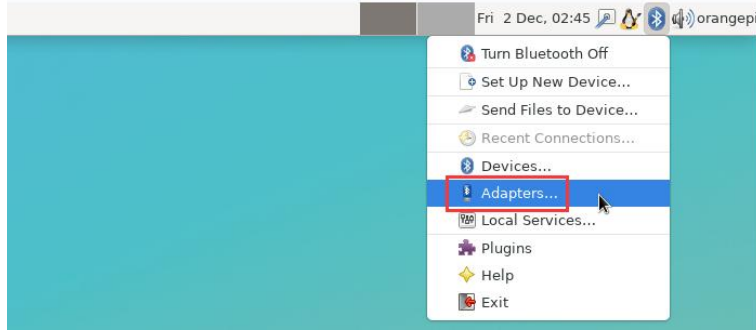 Fri 2 Dec, 02:45 orangepi
Turn Bluetooth Off
Set Up New Device...
Send Files to Device...
Recent Connections...
Devices...
Adapters...
Local Services...
Plugins
Help
Exit